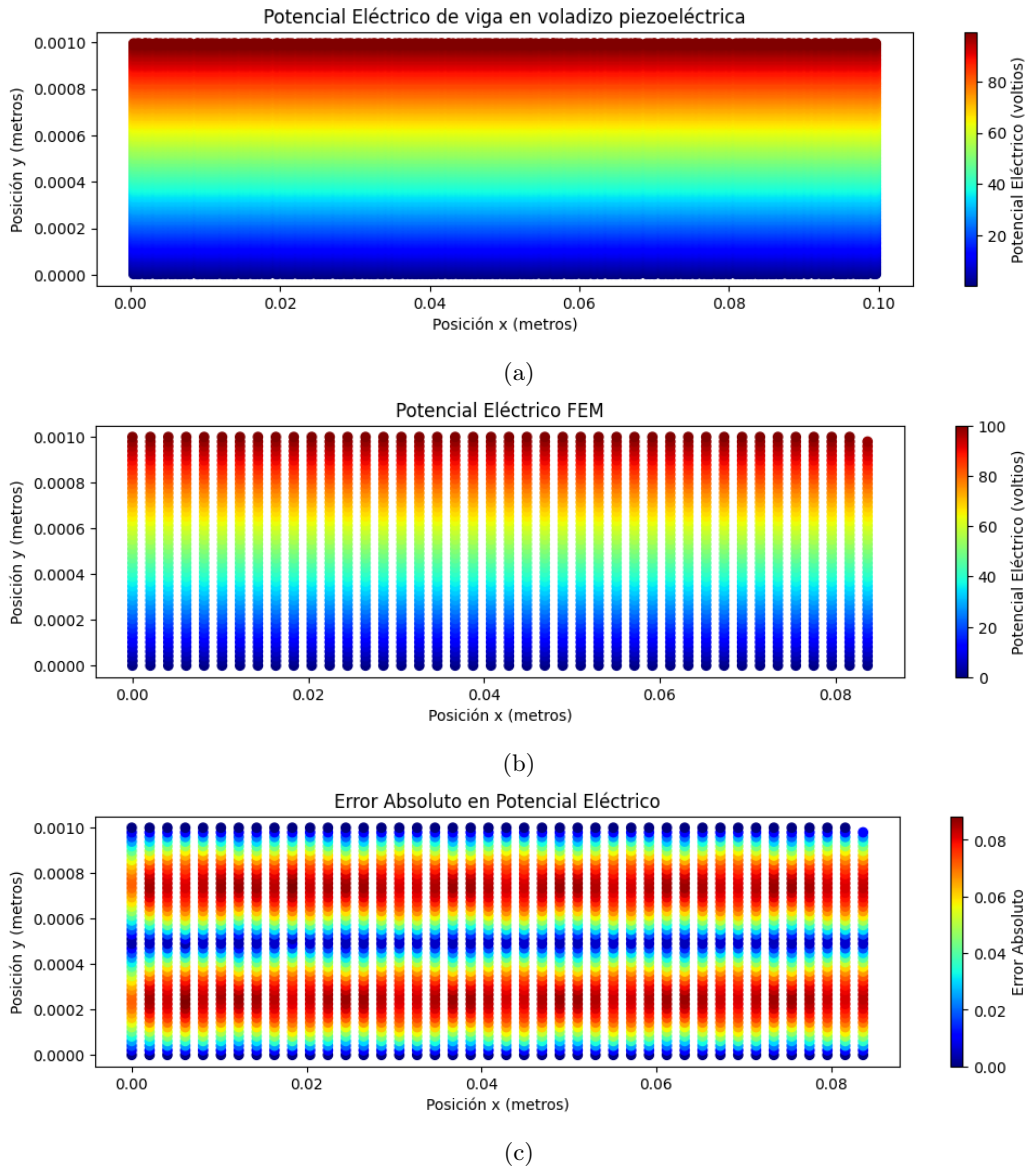 Potencial Eléctrico de viga en voladizo piezoeléctrica
0.0010
0.0008
0.0006
0.0004
0.0002
0.0000
Posición y (metros)
0.00 0.02 0.04 0.06 0.08 0.10
Posición x (metros)
80
60
40
20
Potencial Eléctrico (voltios)
(a)
Potencial Eléctrico FEM
0.0010
0.0008
0.0006
0.0004
0.0002
0.0000
Posición y (metros)
0.00 0.02 0.04 0.06 0.08
Posición x (metros)
100
80
60
40
20
0
Potencial Eléctrico (voltios)
(b)
Error Absoluto en Potencial Eléctrico
0.0010
0.0008
0.0006
0.0004
0.0002
0.0000
Posición y (metros)
0.00 0.02 0.04 0.06 0.08
Posición x (metros)
0.08
0.06
0.04
0.02
0.00
Error Absoluto
(c)